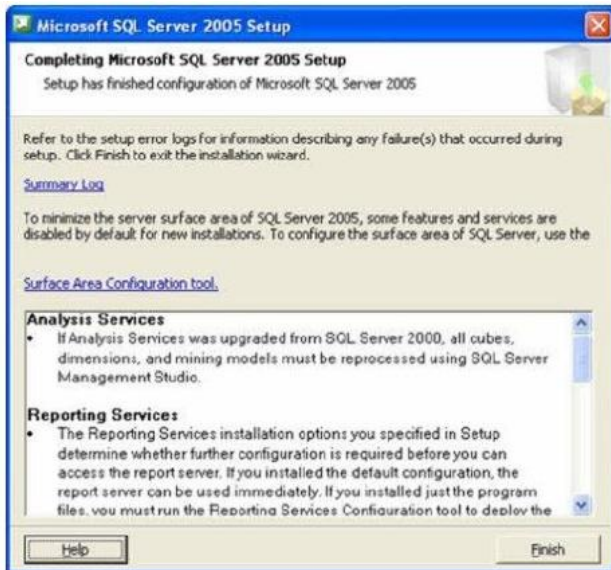 Microsoft SQL Server 2005 Setup
Completing Microsoft SQL Server 2005 Setup
Setup has finished configuration of Microsoft SQL Server 2005
Refer to the setup error logs for information describing any failure(s) that occurred during
setup. Click Finish to exit the installation wizard.
Summary Log
To minimize the server surface area of SQL Server 2005, some features and services are
disabled by default for new installations. To configure the surface area of SQL Server, use the
Surface Area Configuration tool.
Analysis Services
• If Analysis Services was upgraded from SQL Server 2000, all cubes,
dimensions, and mining models must be reprocessed using SQL Server
Management Studio.
Reporting Services
• The Reporting Services installation options you specified in Setup
determine whether further configuration is required before you can
access the report server. If you installed the default configuration, the
report server can be used immediately. If you installed just the program
files, you must run the Reporting Services Configuration tool to deploy the
Help
Finish